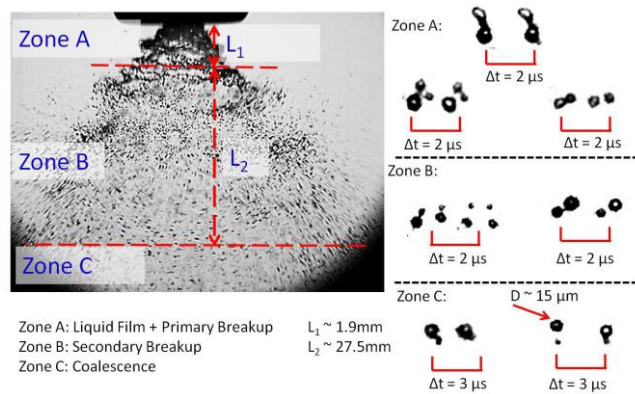 Zone A
L1
Zone B
L2
Zone C
Zone A: Liquid Film + Primary Breakup L1 ~ 1.9mm
Zone B: Secondary Breakup L2 ~ 27.5mm
Zone C: Coalescence
Zone A:
Δt = 2 µs
Δt = 2 µs
Δt = 2 µs
Zone B:
Δt = 2 µs
Δt = 2 µs
Zone C:
D ~ 15 µm
Δt = 3 µs
Δt = 3 µs